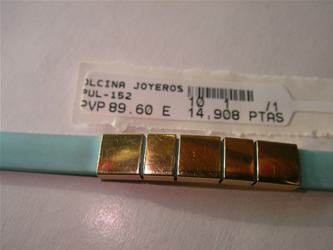 OLCINA JOYEROS
PUL-152 10 1 /1
PVP 89.60 E 14,908 PTAS